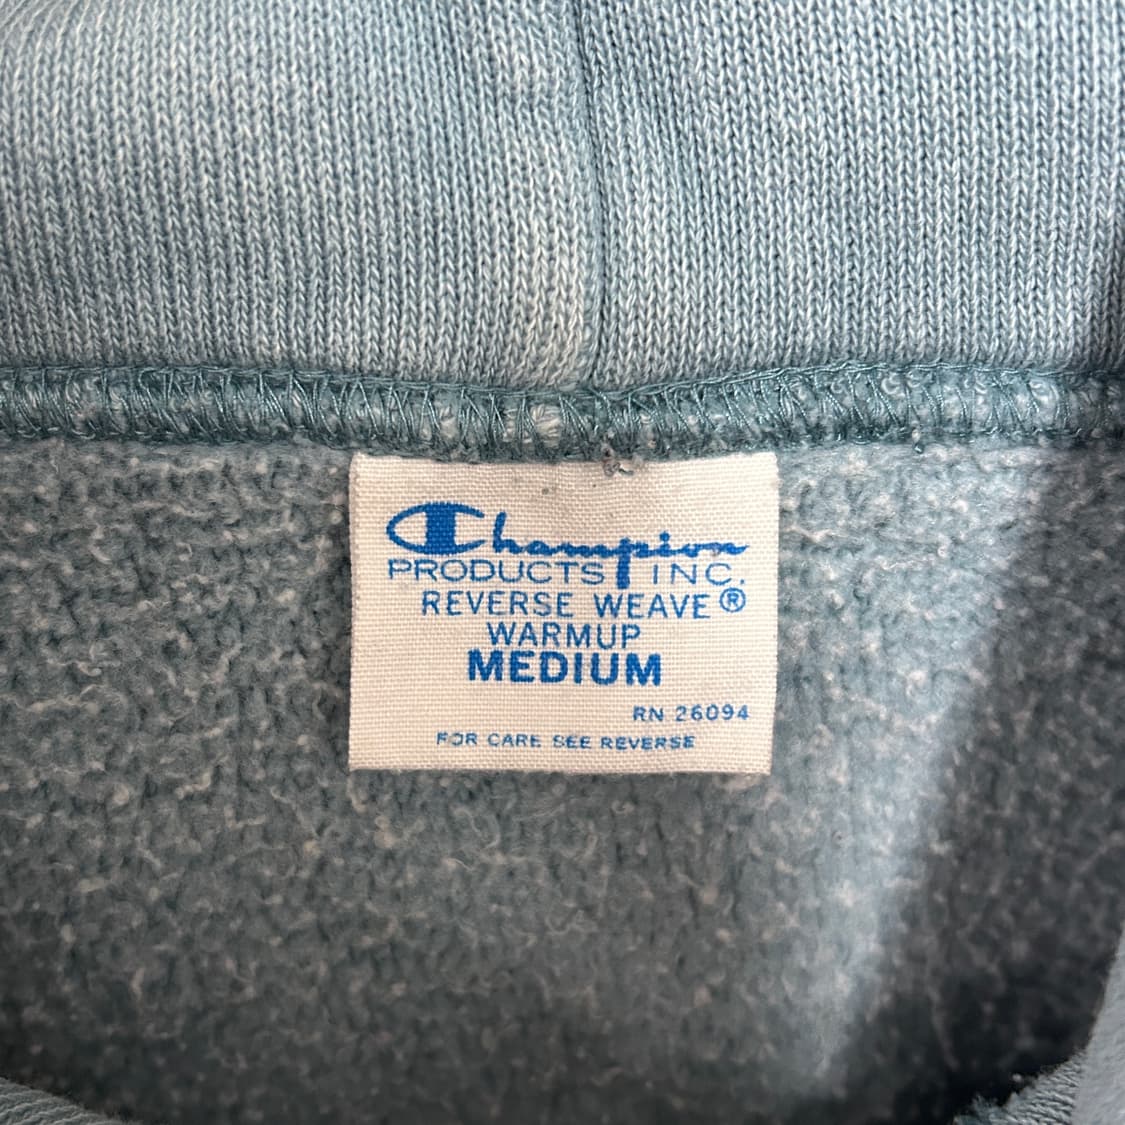 Champion
PRODUCTS INC.
REVERSE WEAVE ®
WARMUP
MEDIUM
RN 26094
FOR CARE SEE REVERSE